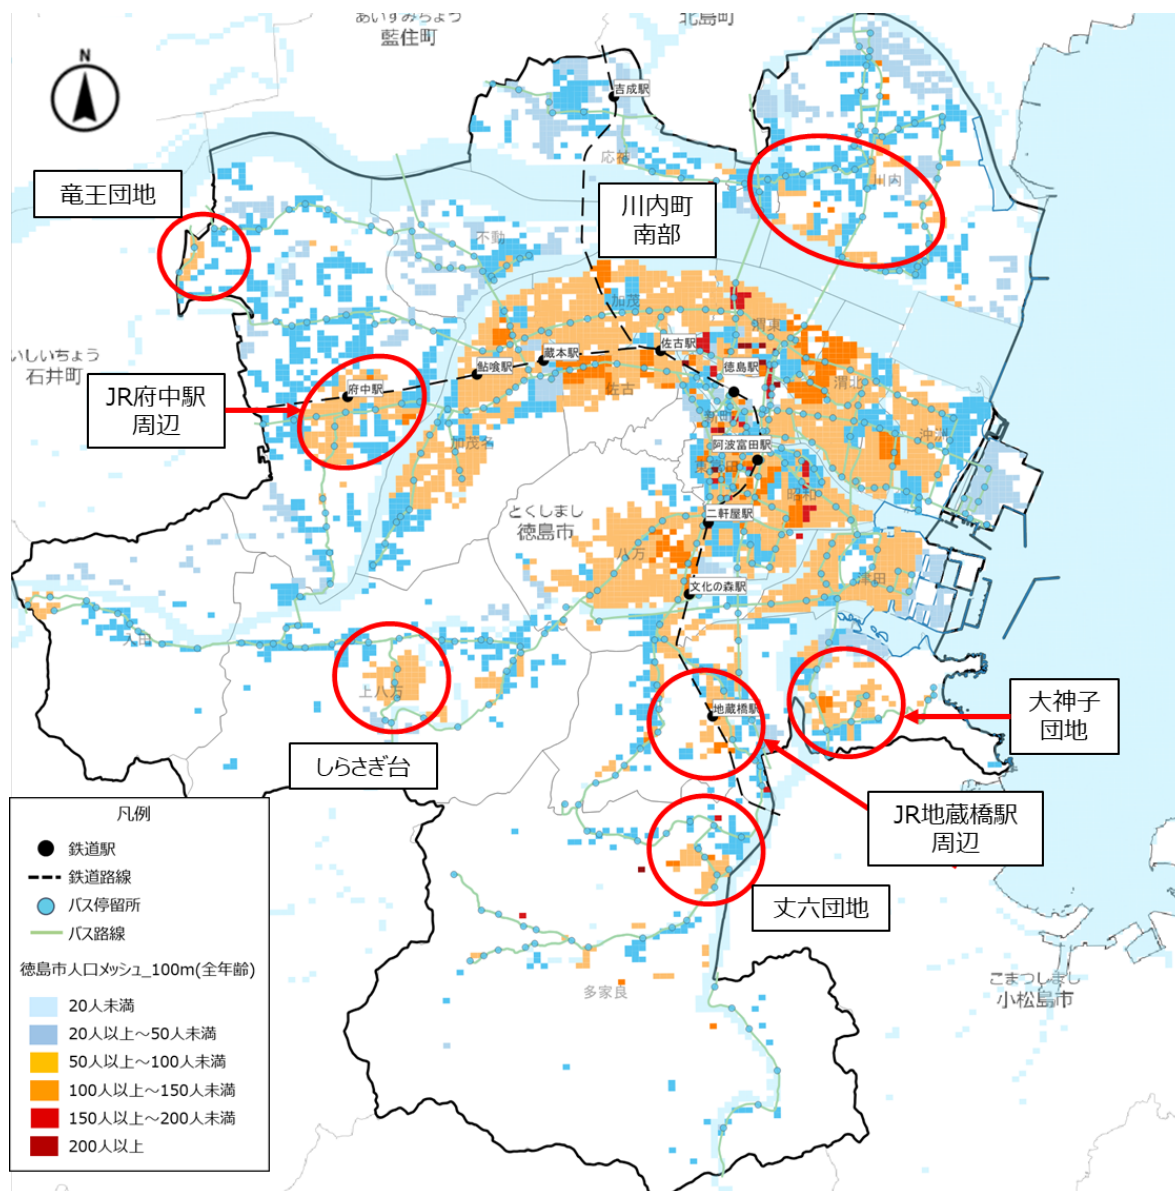 あいずみちょう
藍住町
北島町
N
吉成駅
応神
竜王団地
川内町
南部
川内
不動
加茂
渭東
いしいちょう
石井町
佐古駅
蔵本駅
鮎喰駅
徳島駅
JR府中駅
周辺
府中駅
佐古
渭北
加茂名
沖洲
阿波富田駅
昭和
とくしまし
徳島市
二軒屋駅
八万
文化の森駅
津田
入田
上八万
地蔵橋駅
大神子
団地
しらさぎ台
JR地蔵橋駅
周辺
丈六団地
多家良
こまつしまし
小松島市
凡例
鉄道駅
鉄道路線
バス停留所
バス路線
徳島市人口メッシュ_100m(全年齢)
20人未満
20人以上~50人未満
50人以上~100人未満
100人以上~150人未満
150人以上~200人未満
200人以上